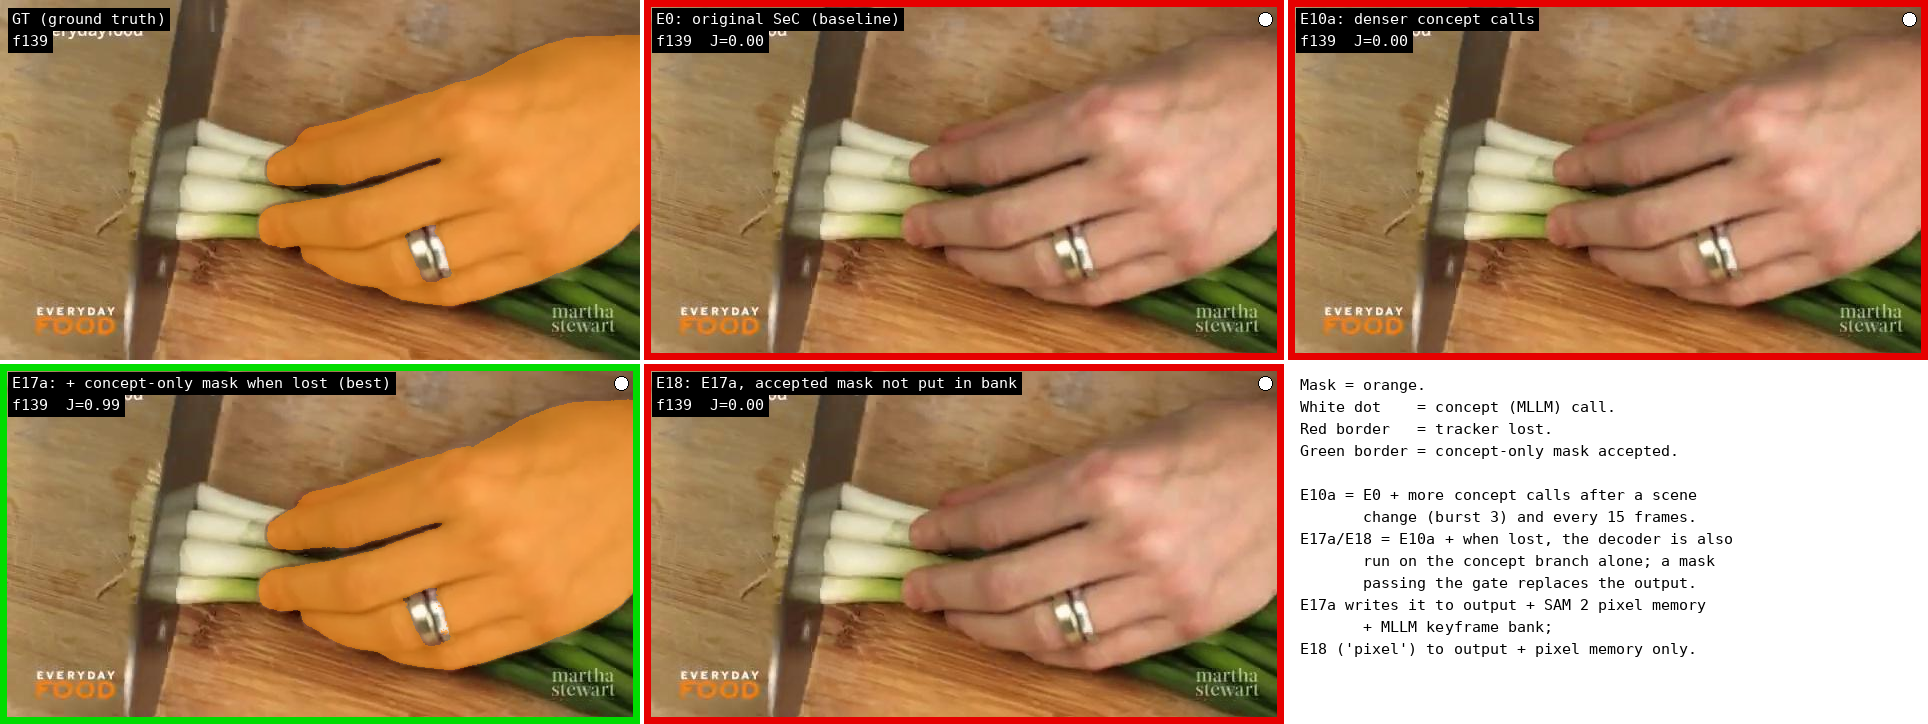 GT (ground truth)
everydayfood
f139
EVERYDAY
FOOD
martha
stewart
E0: original SeC (baseline)
f139 J=0.00
EVERYDAY
FOOD
martha
stewart
E10a: denser concept calls
f139 J=0.00
EVERYDAY
FOOD
martha
stewart
E17a: + concept-only mask when lost (best)
f139 J=0.99
EVERYDAY
FOOD
martha
stewart
E18: E17a, accepted mask not put in bank
f139 J=0.00
EVERYDAY
FOOD
martha
stewart
Mask = orange.
White dot = concept (MLLM) call.
Red border = tracker lost.
Green border = concept-only mask accepted.
E10a = E0 + more concept calls after a scene
change (burst 3) and every 15 frames.
E17a/E18 = E10a + when lost, the decoder is also
run on the concept branch alone; a mask
passing the gate replaces the output.
E17a writes it to output + SAM 2 pixel memory
+ MLLM keyframe bank;
E18 ('pixel') to output + pixel memory only.